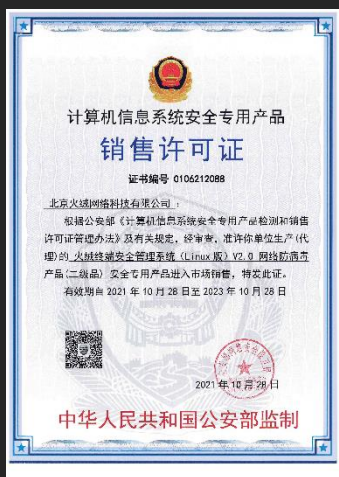 计算机信息系统安全专用产品
销售许可证
证书编号 0106212088
北京火绒网络科技有限公司：
根据公安部《计算机信息系统安全专用产品检测和销售
许可证管理办法》及有关规定，经审查，准许你单位生产（代
理）的 火绒终端安全管理系统（Linux 版）V2.0 网络防病毒
产品（二级品） 安全专用产品进入市场销售，特发此证。
有效期自 2021 年 10 月 28 日至 2023 年 10 月 28 日
2021 年 10 月 28 日
中华人民共和国公安部监制